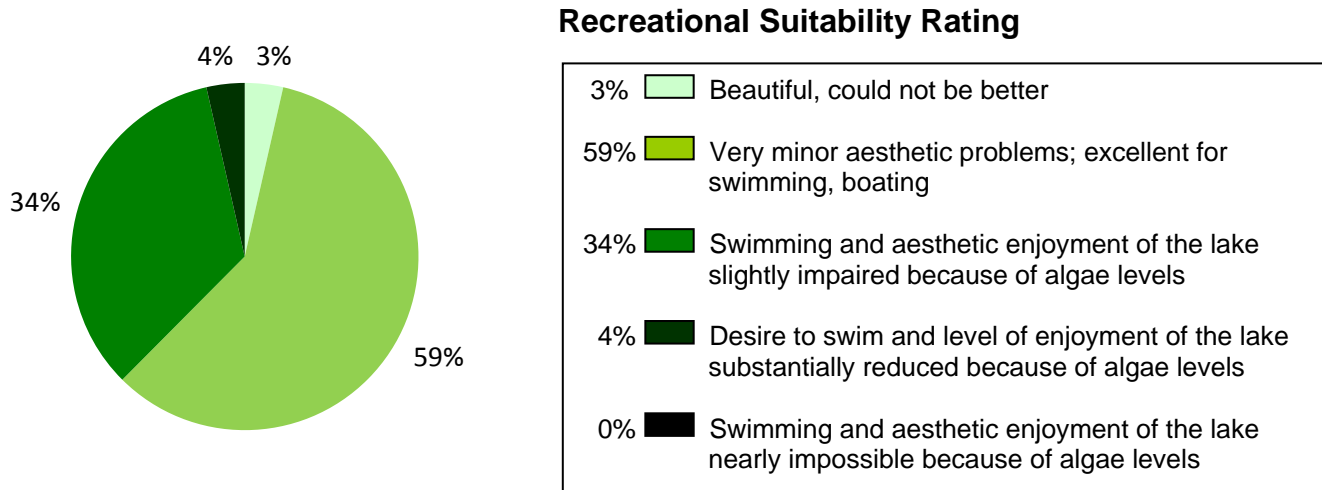 Recreational Suitability Rating
4%
3%
34%
59%
3% Beautiful, could not be better
59% Very minor aesthetic problems; excellent for
swimming, boating
34% Swimming and aesthetic enjoyment of the lake
slightly impaired because of algae levels
4% Desire to swim and level of enjoyment of the lake
substantially reduced because of algae levels
0% Swimming and aesthetic enjoyment of the lake
nearly impossible because of algae levels